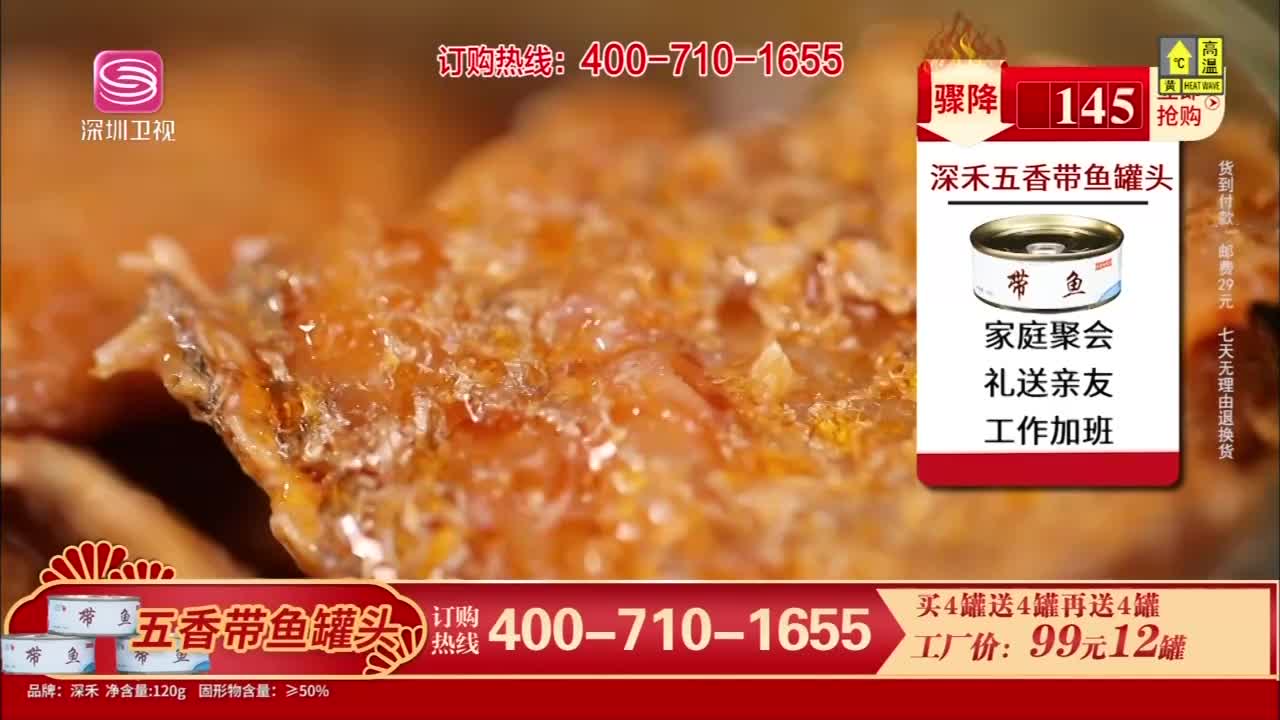 订购热线：400-710-1655
深圳卫视
骤降 145
抢购
℃ 高温
黄 HEAT WAVE
深禾五香带鱼罐头
带鱼
家庭聚会
礼送亲友
工作加班
货到付款 邮费29元 七天无理由退换货
带鱼
带鱼
带鱼
五香带鱼罐头
订购热线 400-710-1655
买4罐送4罐再送4罐
工厂价：99元12罐
品牌：深禾 净含量:120g 固形物含量：≥50%